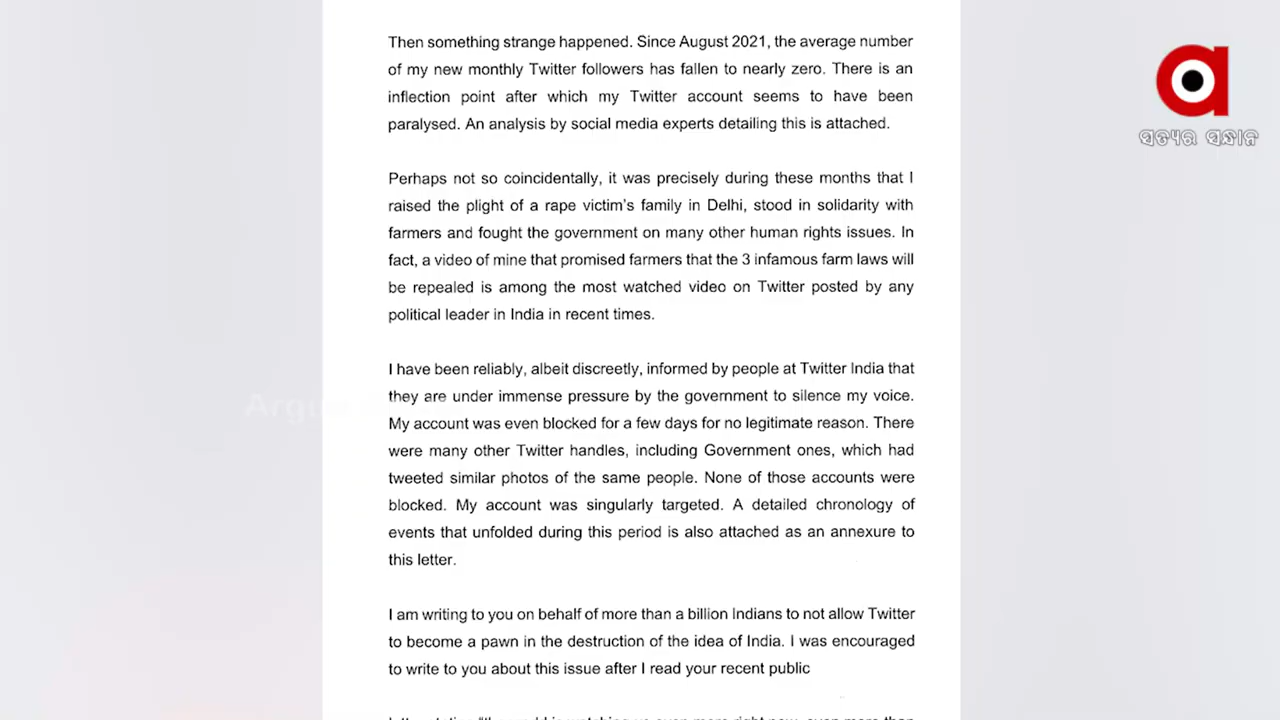 Then something strange happened. Since August 2021, the average number
of my new monthly Twitter followers has fallen to nearly zero. There is an
inflection point after which my Twitter account seems to have been
paralysed. An analysis by social media experts detailing this is attached.
Perhaps not so coincidentally, it was precisely during these months that I
raised the plight of a rape victim's family in Delhi, stood in solidarity with
farmers and fought the government on many other human rights issues. In
fact, a video of mine that promised farmers that the 3 infamous farm laws will
be repealed is among the most watched video on Twitter posted by any
political leader in India in recent times.
I have been reliably, albeit discreetly, informed by people at Twitter India that
they are under immense pressure by the government to silence my voice.
My account was even blocked for a few days for no legitimate reason. There
were many other Twitter handles, including Government ones, which had
tweeted similar photos of the same people. None of those accounts were
blocked. My account was singularly targeted. A detailed chronology of
events that unfolded during this period is also attached as an annexure to
this letter.
I am writing to you on behalf of more than a billion Indians to not allow Twitter
to become a pawn in the destruction of the idea of India. I was encouraged
to write to you about this issue after I read your recent public
ସତ୍ୟର ସନ୍ଧାନ